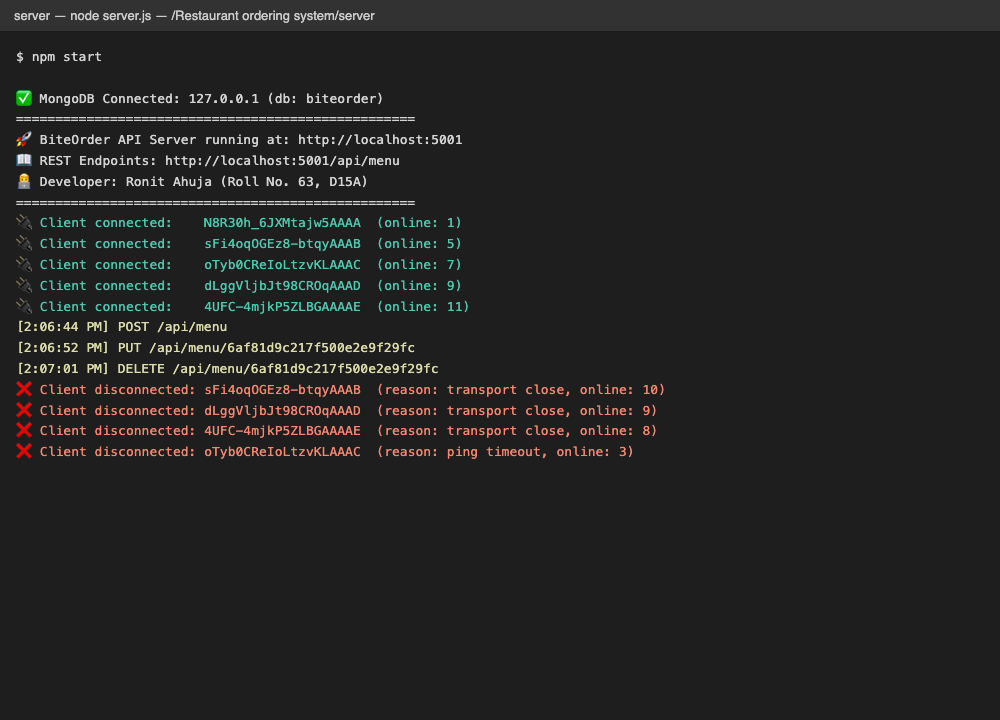 server — node server.js — /Restaurant ordering system/server
$ npm start
✅ MongoDB Connected: 127.0.0.1 (db: biteorder)
===================================================
🚀 BiteOrder API Server running at: http://localhost:5001
📖 REST Endpoints: http://localhost:5001/api/menu
👨‍💻 Developer: Ronit Ahuja (Roll No. 63, D15A)
===================================================
🔌 Client connected:    N8R30h_6JXMtajw5AAAA  (online: 1)
🔌 Client connected:    sFi4oqOGEz8-btqyAAAB  (online: 5)
🔌 Client connected:    oTyb0CReIoLtzvKLAAAC  (online: 7)
🔌 Client connected:    dLggVljbJt98CROqAAAD  (online: 9)
🔌 Client connected:    4UFC-4mjkP5ZLBGAAAAE  (online: 11)
[2:06:44 PM] POST /api/menu
[2:06:52 PM] PUT /api/menu/6af81d9c217f500e2e9f29fc
[2:07:01 PM] DELETE /api/menu/6af81d9c217f500e2e9f29fc
❌ Client disconnected: sFi4oqOGEz8-btqyAAAB  (reason: transport close, online: 10)
❌ Client disconnected: dLggVljbJt98CROqAAAD  (reason: transport close, online: 9)
❌ Client disconnected: 4UFC-4mjkP5ZLBGAAAAE  (reason: transport close, online: 8)
❌ Client disconnected: oTyb0CReIoLtzvKLAAAC  (reason: ping timeout, online: 3)